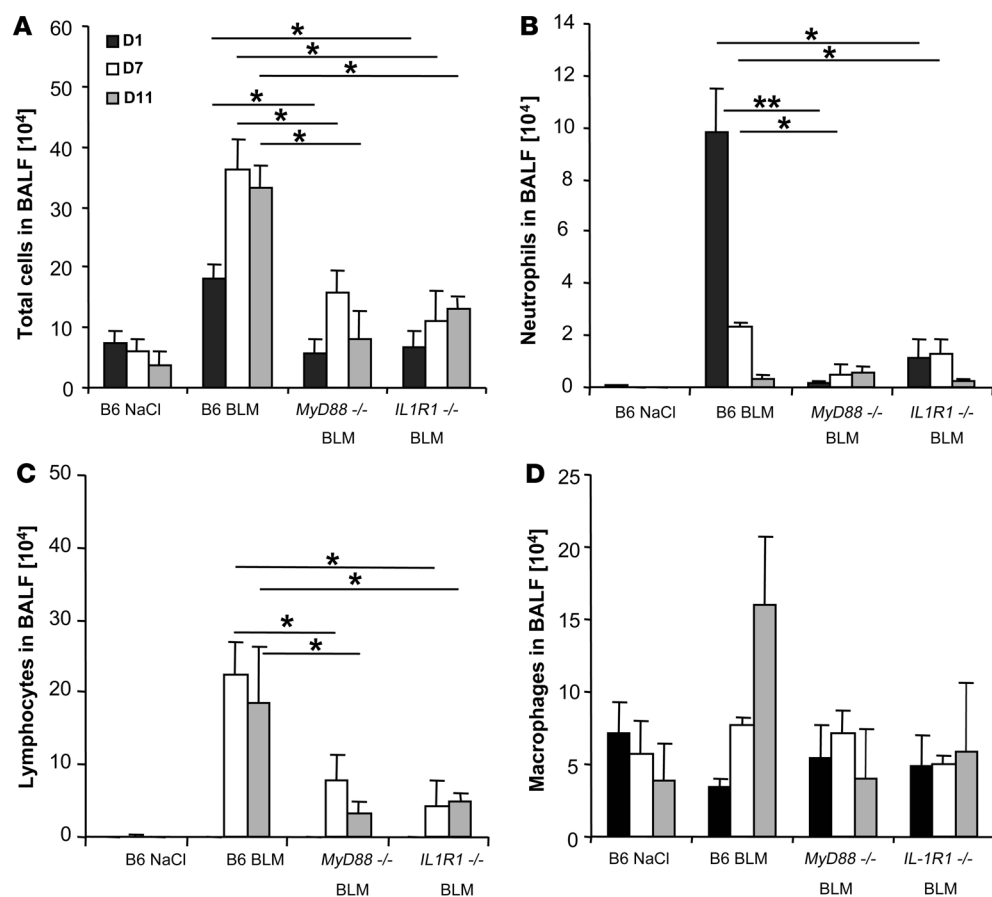 A
Total cells in BALF [10⁴]
60
50
40
30
20
10
0
D1
D7
D11
*
*
*
*
*
*
B6 NaCl
B6 BLM
MyD88 -/-
BLM
IL1R1 -/-
BLM
B
Neutrophils in BALF [10⁴]
14
12
10
8
6
4
2
0
*
*
**
*
B6 NaCl
B6 BLM
MyD88 -/-
BLM
IL1R1 -/-
BLM
C
Lymphocytes in BALF [10⁴]
50
40
30
20
10
0
*
*
*
*
B6 NaCl
B6 BLM
MyD88 -/-
BLM
IL1R1 -/-
BLM
D
Macrophages in BALF [10⁴]
25
20
15
10
5
0
B6 NaCl
B6 BLM
MyD88 -/-
BLM
IL-1R1 -/-
BLM